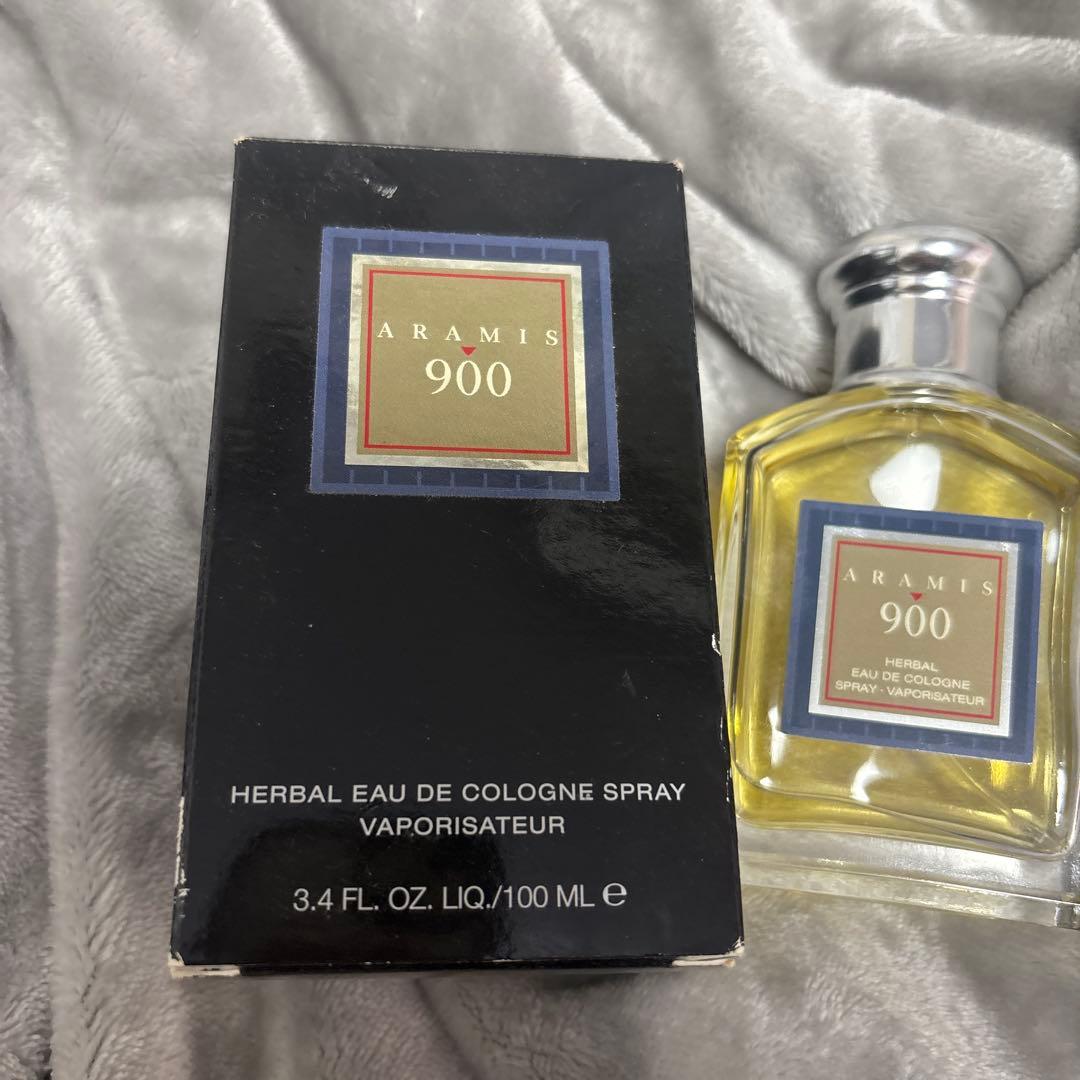 ARAMIS
900
HERBAL EAU DE COLOGNE SPRAY
VAPORISATEUR
3.4 FL. OZ. LIQ./100 ML ℮
ARAMIS
900
HERBAL
EAU DE COLOGNE
SPRAY · VAPORISATEUR